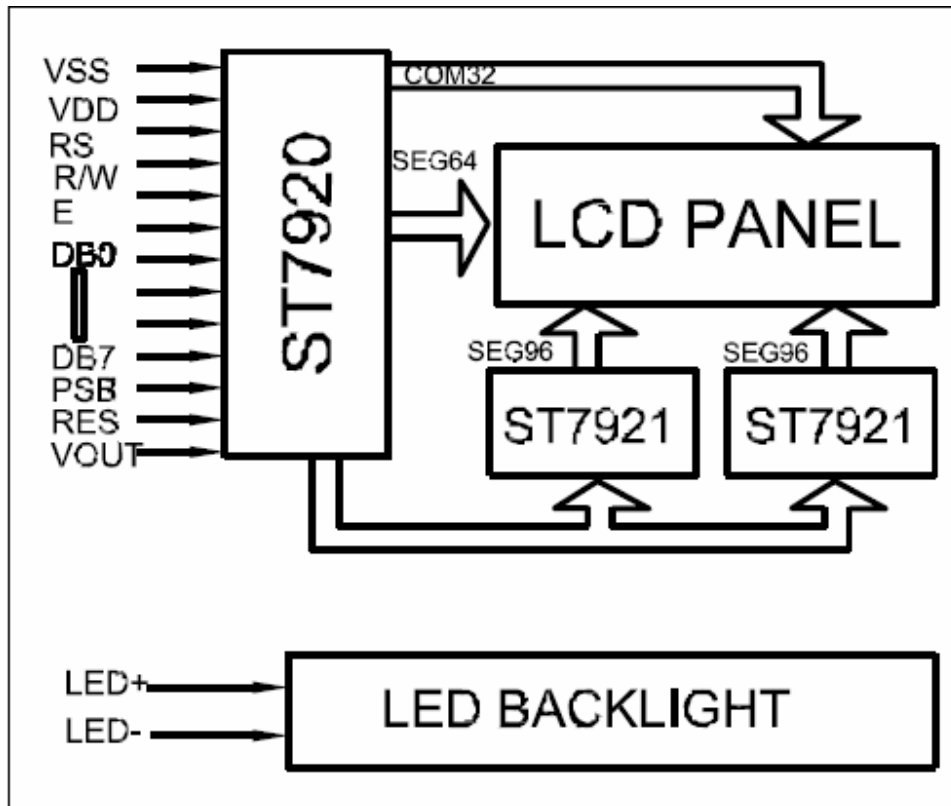 VSS
VDD
RS
R/W
E
DB0
DB7
PSB
RES
VOUT
ST7920
COM32
SEG64
LCD PANEL
SEG96
SEG96
ST7921
ST7921
LED+
LED-
LED BACKLIGHT